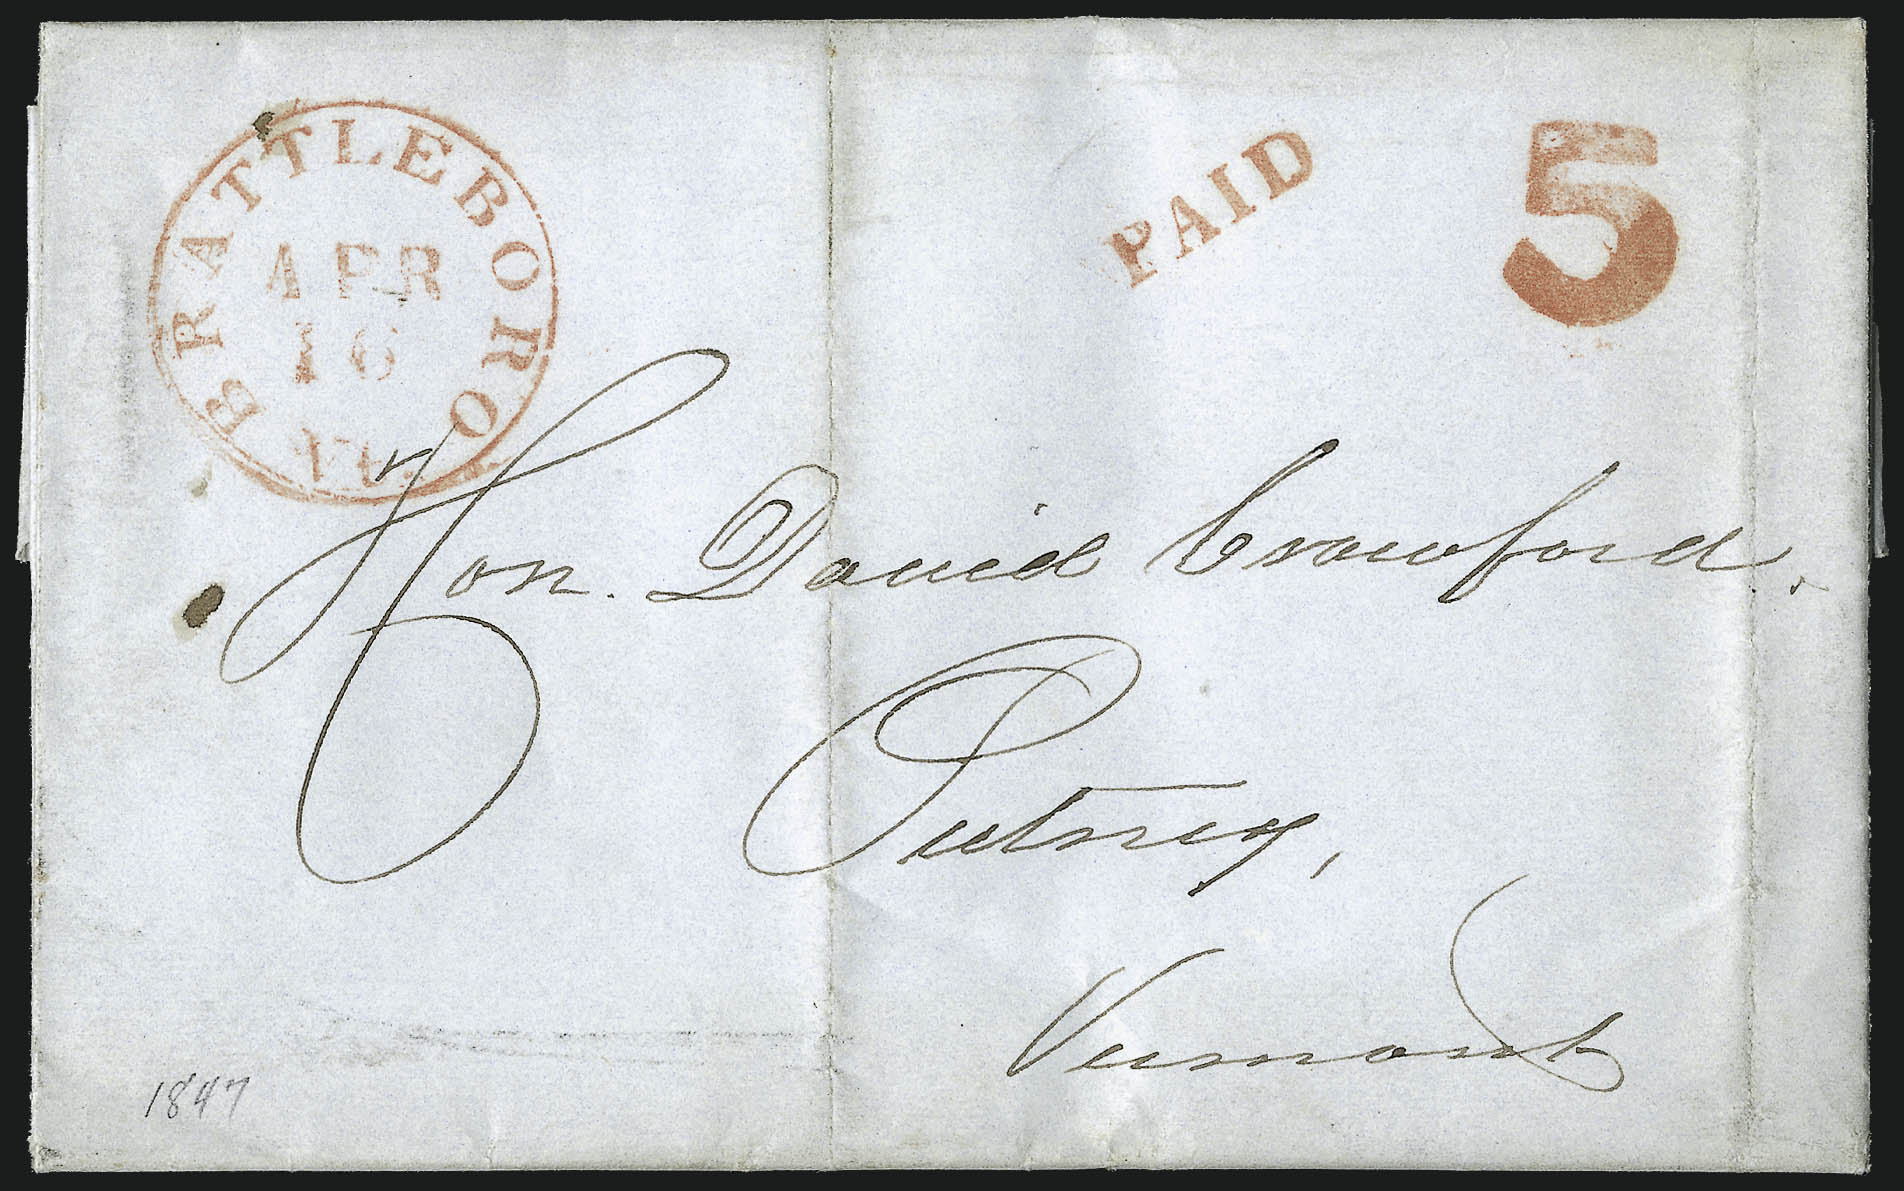 BRATTLEBORO
APR
16
Vt.
PAID
5
Hon. David Crawford.
Putney,
Vermont
1847